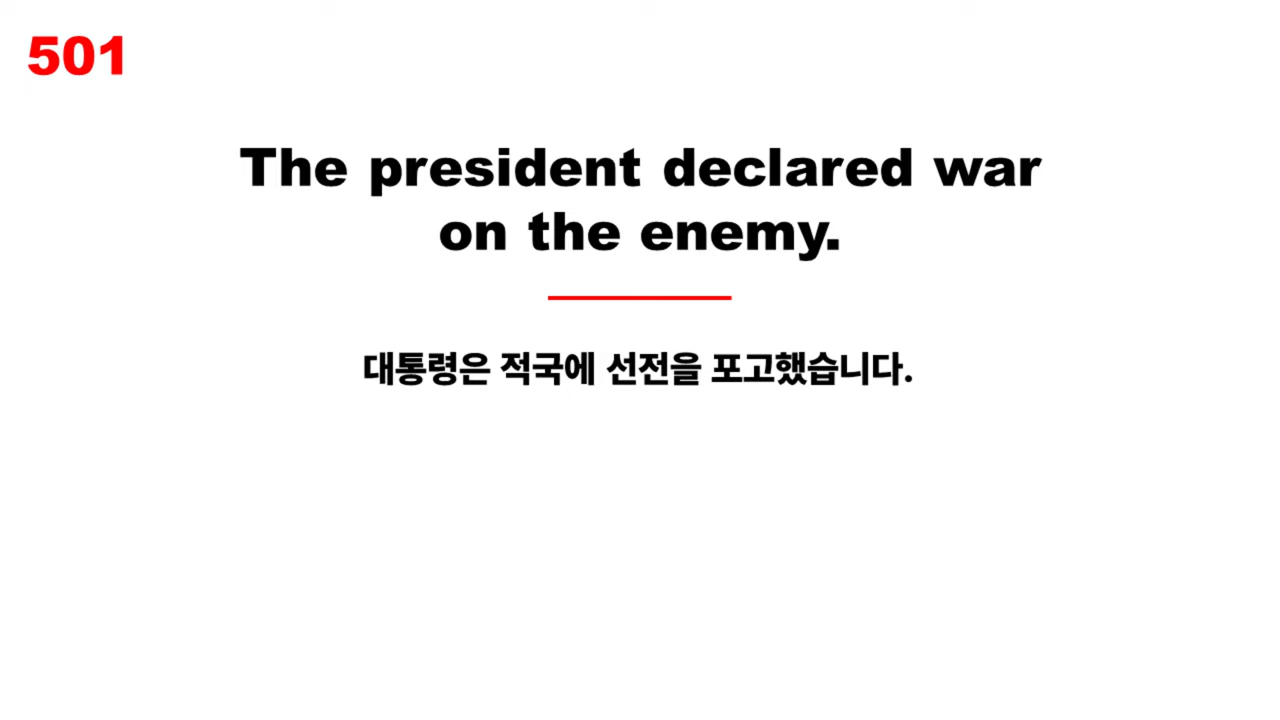 501
The president declared war
on the enemy.
대통령은 적국에 선전을 포고했습니다.